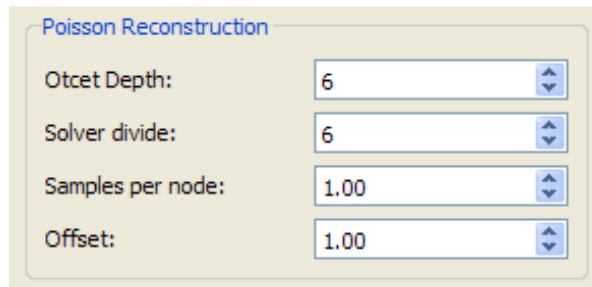 Poisson Reconstruction
Otcet Depth: 6
Solver divide: 6
Samples per node: 1.00
Offset: 1.00